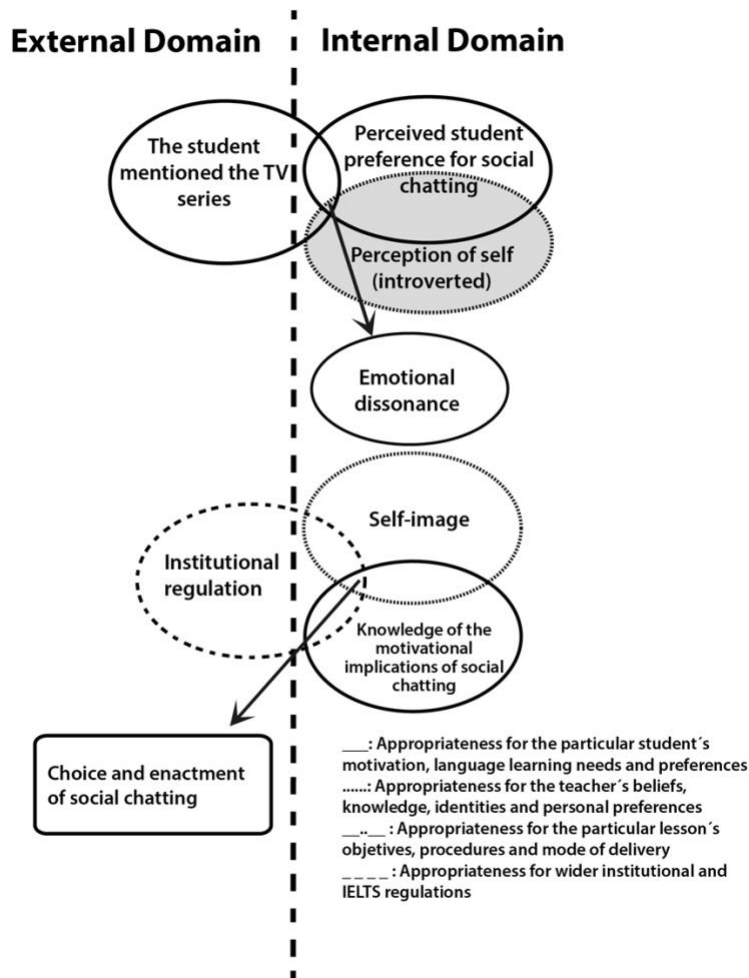 External Domain
Internal Domain
The student
mentioned the TV
series
Perceived student
preference for social
chatting
Perception of self
(introverted)
Emotional
dissonance
Self-image
Institutional
regulation
Knowledge of the
motivational
implications of social
chatting
Choice and enactment
of social chatting
___: Appropriateness for the particular student´s
motivation, language learning needs and preferences
......: Appropriateness for the teacher´s beliefs,
knowledge, identities and personal preferences
__..__ : Appropriateness for the particular lesson´s
objetives, procedures and mode of delivery
_ _ _ _ : Appropriateness for wider institutional and
IELTS regulations